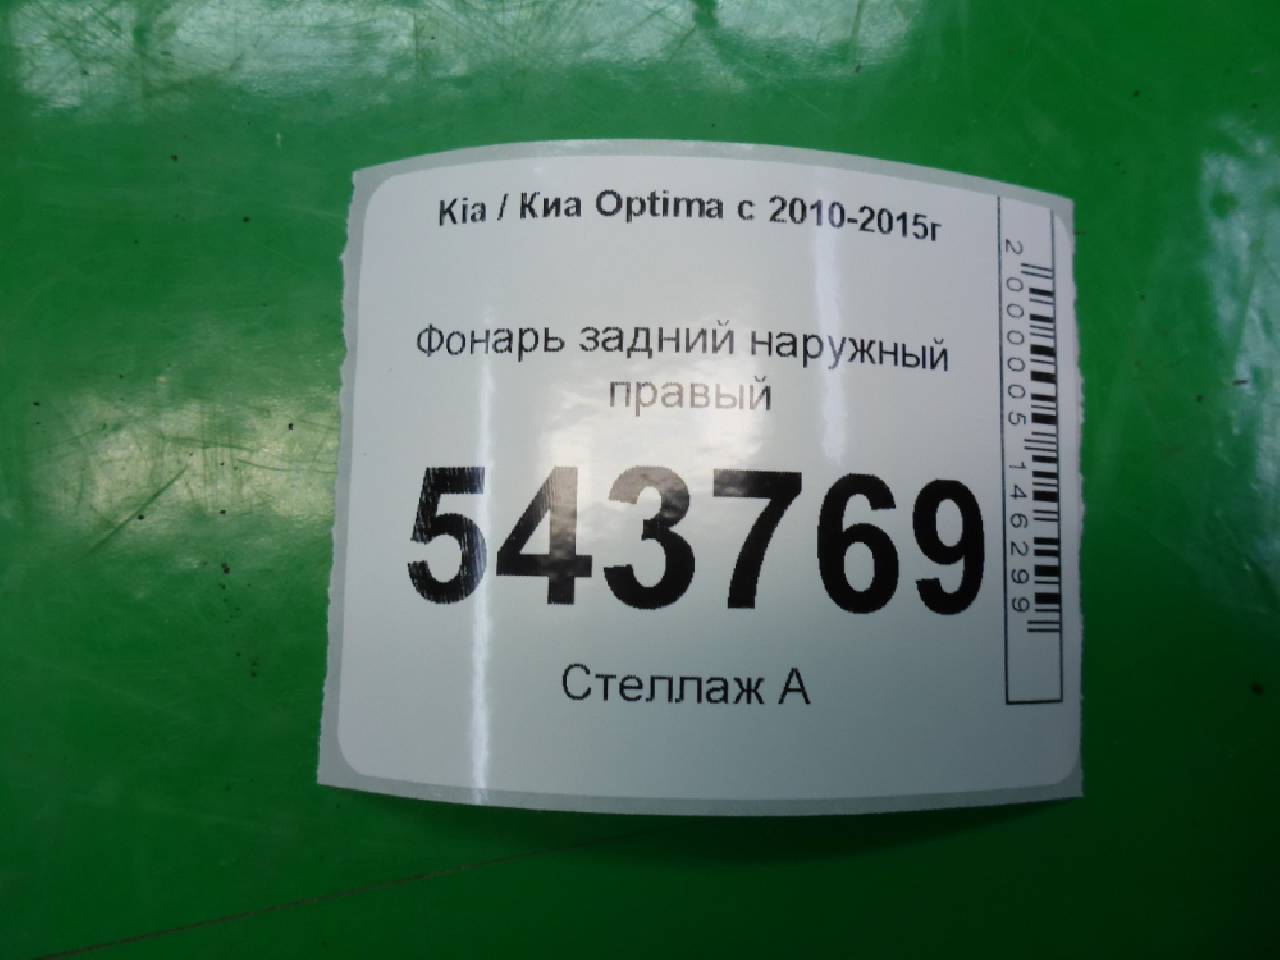 Kia / Киа Optima с 2010-2015г
Фонарь задний наружный
правый
543769
Стеллаж А
2000005146299